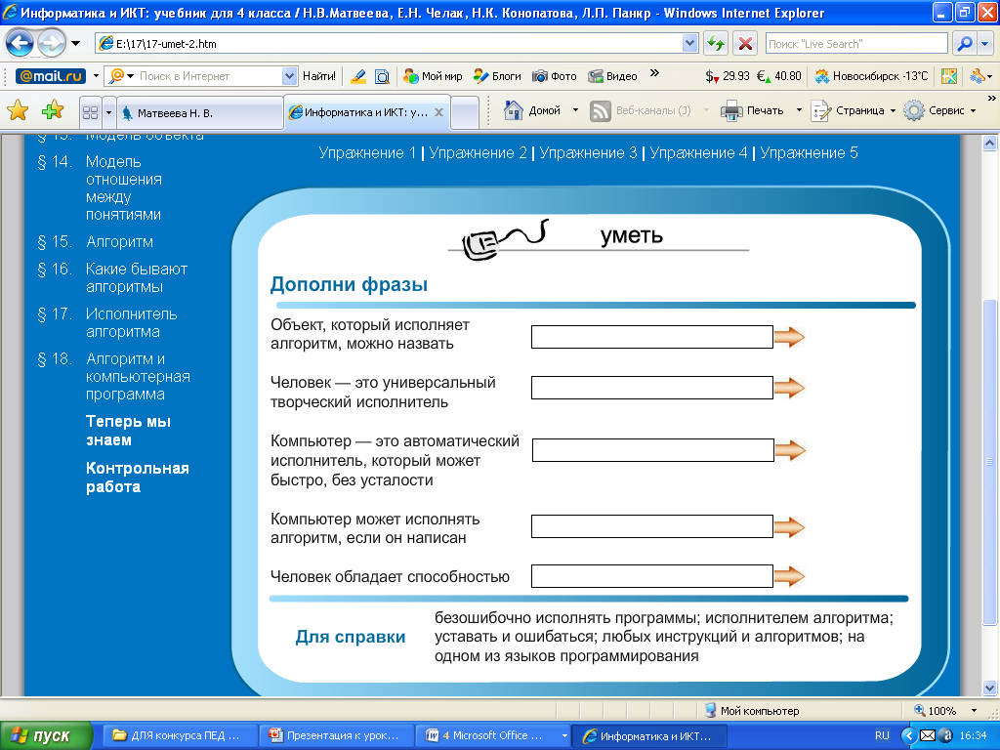 Информатика и ИКТ: учебник для 4 класса / Н.В.Матвеева, Е.Н. Челак, Н.К. Конопатова, Л.П. Панкр - Windows Internet Explorer
E:\17\17-umet-2.htm
Поиск "Live Search"
@mail.ru
Поиск в Интернет
Найти!
Мой мир
Блоги
Фото
Видео
»
$ 29.93 € 40.80
Новосибирск -13°C
Матвеева Н. В.
Информатика и ИКТ: у...
Домой
Веб-каналы (J)
Печать
Страница
Сервис
»
§ 13. Модель объекта
§ 14. Модель
отношения
между
понятиями
§ 15. Алгоритм
§ 16. Какие бывают
алгоритмы
§ 17. Исполнитель
алгоритма
§ 18. Алгоритм и
компьютерная
программа
Теперь мы
знаем
Контрольная
работа
Упражнение 1 | Упражнение 2 | Упражнение 3 | Упражнение 4 | Упражнение 5
уметь
Дополни фразы
Объект, который исполняет
алгоритм, можно назвать
Человек — это универсальный
творческий исполнитель
Компьютер — это автоматический
исполнитель, который может
быстро, без усталости
Компьютер может исполнять
алгоритм, если он написан
Человек обладает способностью
Для справки
безошибочно исполнять программы; исполнителем алгоритма;
уставать и ошибаться; любых инструкций и алгоритмов; на
одном из языков программирования
Мой компьютер
100%
пуск
ДЛЯ конкурса ПЕД ...
Презентация к урок...
4 Microsoft Office ...
Информатика и ИКТ...
RU
16:34